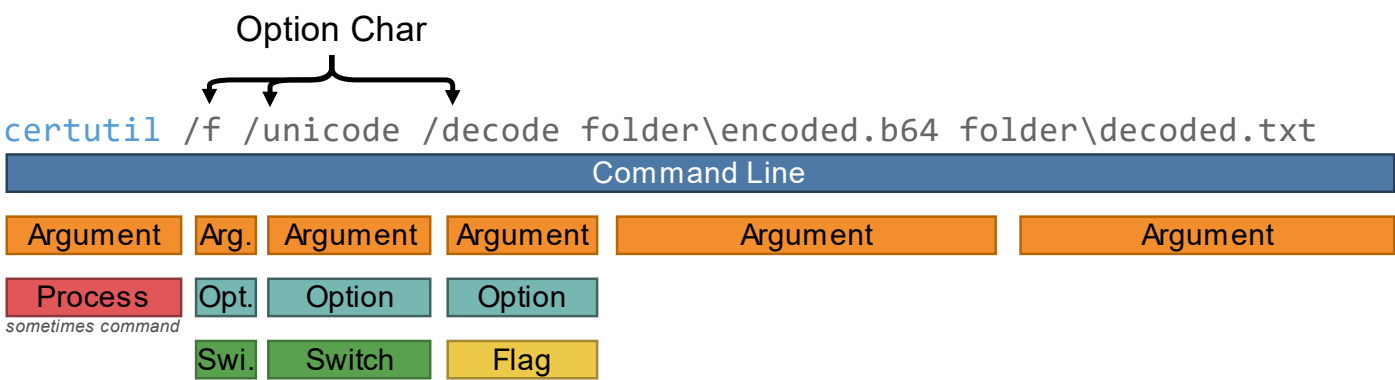 Option Char
certutil /f /unicode /decode folder\encoded.b64 folder\decoded.txt
Command Line
Argument Arg. Argument Argument Argument Argument
Process Opt. Option Option
sometimes command
Swi. Switch Flag